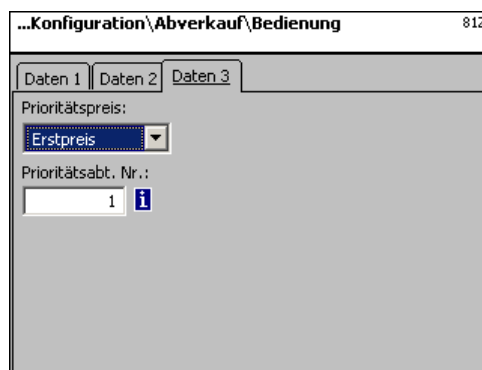 ...Konfiguration\Abverkauf\Bedienung 812
Daten 1 Daten 2 Daten 3
Prioritätspreis:
Erstpreis
Prioritätsabt. Nr.:
1 i